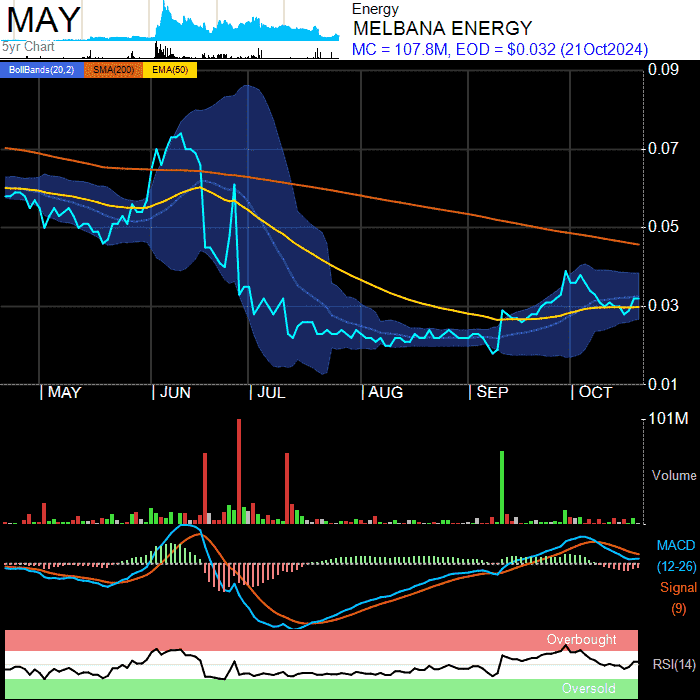 MAY
5yr Chart
Energy
MELBANA ENERGY
MC = 107.8M, EOD = $0.032 (21Oct2024)
BollBands(20,2) SMA(200) EMA(50)
0.09
0.07
0.05
0.03
0.01
MAY JUN JUL AUG SEP OCT
101M
Volume
MACD
(12-26)
Signal
(9)
Overbought
RSI(14)
Oversold